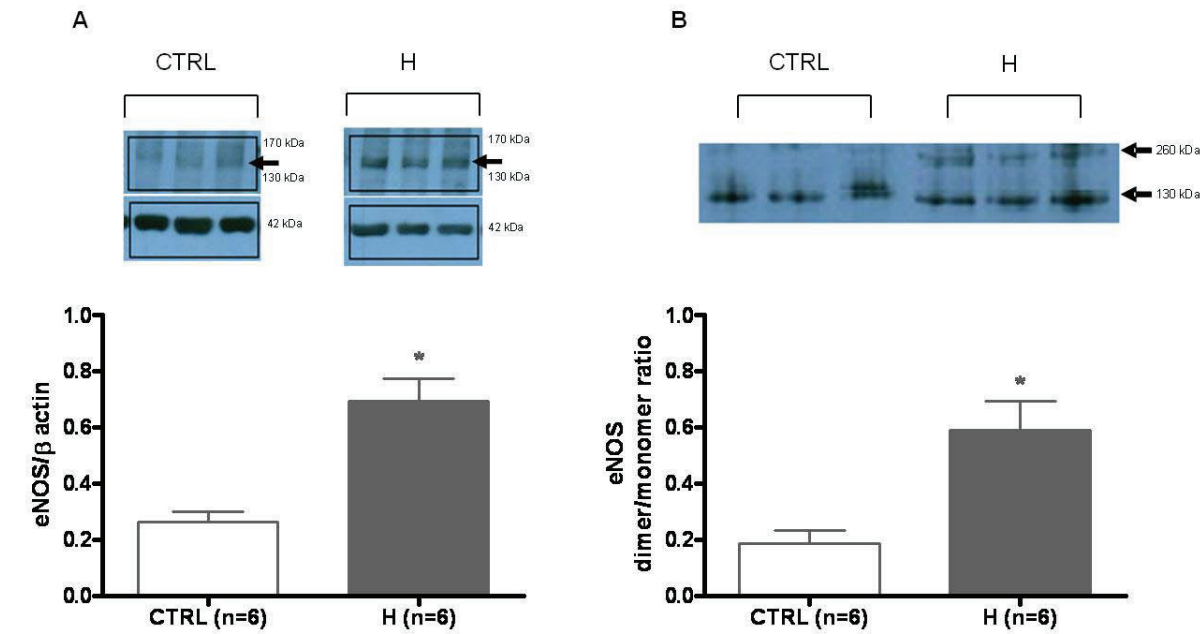 A
CTRL
H
170 kDa
130 kDa
42 kDa
170 kDa
130 kDa
42 kDa
1.0
0.8
0.6
0.4
0.2
0.0
eNOS/β actin
*
CTRL (n=6)
H (n=6)
B
CTRL
H
260 kDa
130 kDa
1.0
0.8
0.6
0.4
0.2
0.0
eNOS
dimer/monomer ratio
*
CTRL (n=6)
H (n=6)